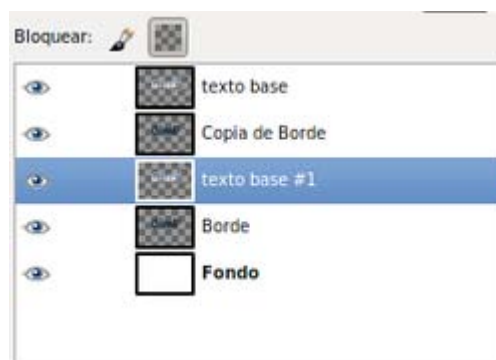 Bloquear:
texto base
Copia de Borde
texto base #1
Borde
Fondo